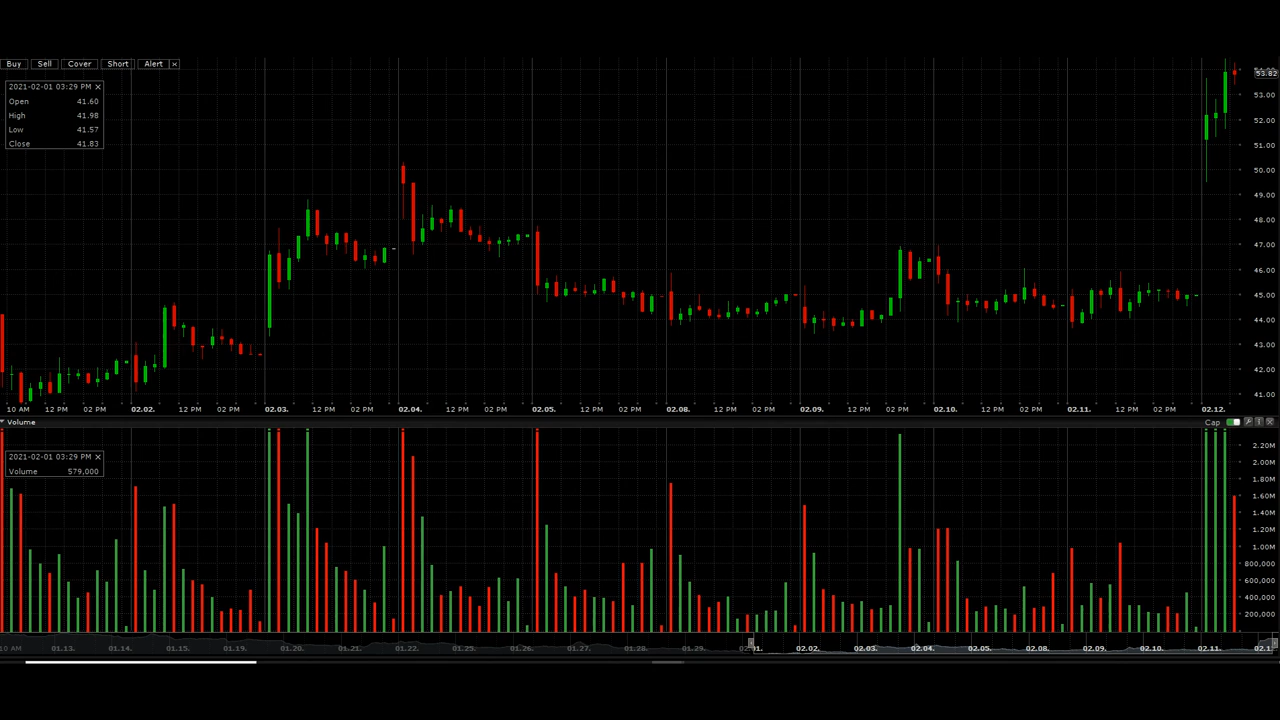 Buy Sell Cover Short Alert ×
2021-02-01 03:29 PM ×
Open 41.60
High 41.98
Low 41.57
Close 41.83
53.82
53.00
52.00
51.00
50.00
49.00
48.00
47.00
46.00
45.00
44.00
43.00
42.00
41.00
10 AM 12 PM 02 PM 02.02. 12 PM 02 PM 02.03. 12 PM 02 PM 02.04. 12 PM 02 PM 02.05. 12 PM 02 PM 02.08. 12 PM 02 PM 02.09. 12 PM 02 PM 02.10. 12 PM 02 PM 02.11. 12 PM 02 PM 02.12.
Volume Cap
2021-02-01 03:29 PM ×
Volume 579,000
2.20M
2.00M
1.80M
1.60M
1.40M
1.20M
1.00M
800,000
600,000
400,000
200,000
10 AM 01.13. 01.14. 01.15. 01.19. 01.20. 01.21. 01.22. 01.25. 01.26. 01.27. 01.28. 01.29. 02.02. 02.03. 02.04. 02.05. 02.08. 02.09. 02.10. 02.11.